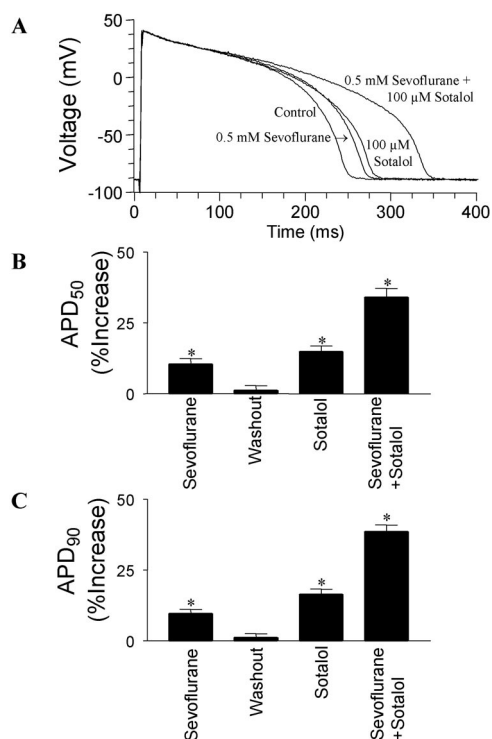 A
50
0
-50
-100
Voltage (mV)
0.5 mM Sevoflurane +
100 µM Sotalol
Control
0.5 mM Sevoflurane
100 µM
Sotalol
0
100
200
300
400
Time (ms)
B
50
25
0
APD50
(%Increase)
*
*
*
Sevoflurane
Washout
Sotalol
Sevoflurane
+Sotalol
C
50
25
0
APD90
(%Increase)
*
*
*
Sevoflurane
Washout
Sotalol
Sevoflurane
+Sotalol